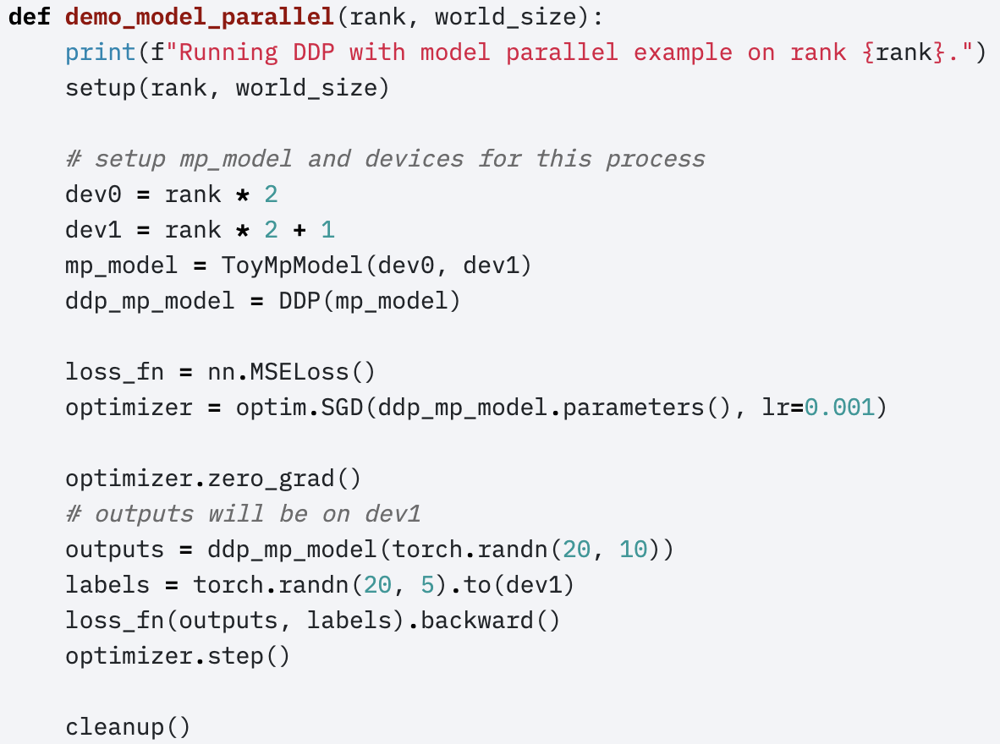 def demo_model_parallel(rank, world_size):
    print(f"Running DDP with model parallel example on rank {rank}.")
    setup(rank, world_size)

    # setup mp_model and devices for this process
    dev0 = rank * 2
    dev1 = rank * 2 + 1
    mp_model = ToyMpModel(dev0, dev1)
    ddp_mp_model = DDP(mp_model)

    loss_fn = nn.MSELoss()
    optimizer = optim.SGD(ddp_mp_model.parameters(), lr=0.001)

    optimizer.zero_grad()
    # outputs will be on dev1
    outputs = ddp_mp_model(torch.randn(20, 10))
    labels = torch.randn(20, 5).to(dev1)
    loss_fn(outputs, labels).backward()
    optimizer.step()

    cleanup()